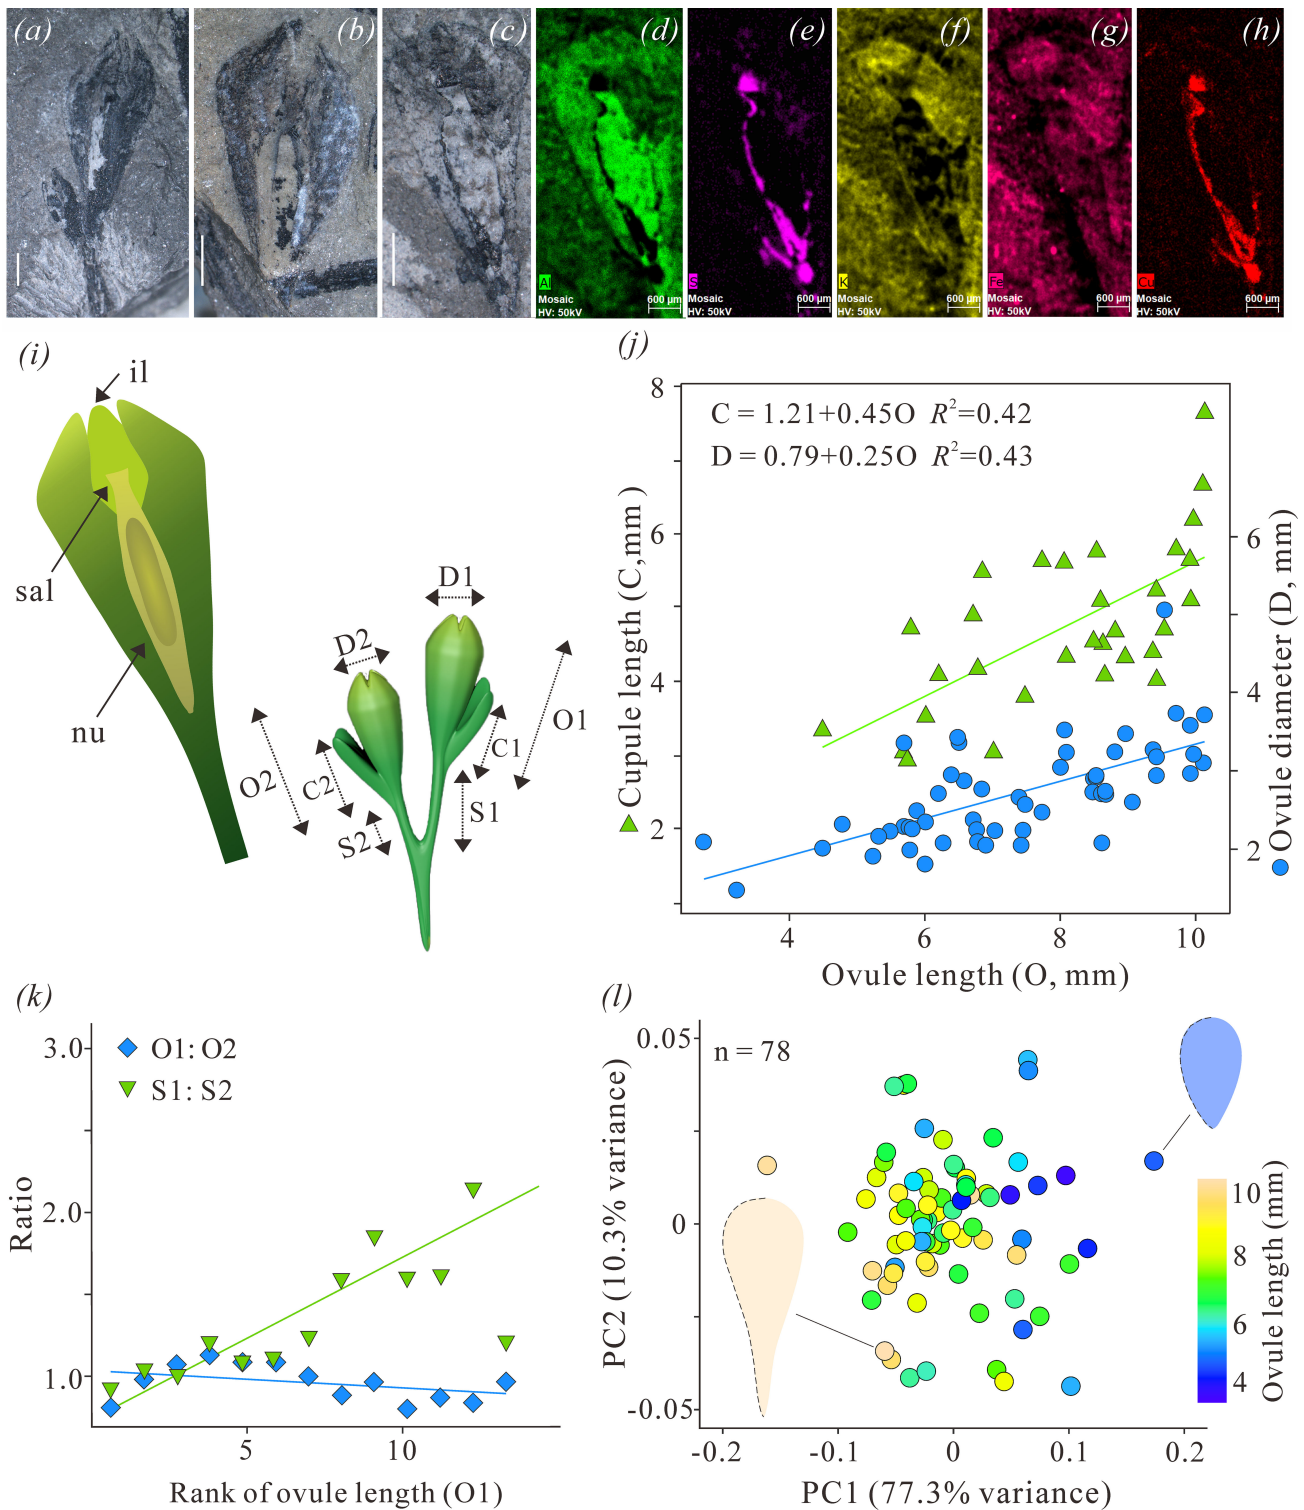 (a)
(b)
(c)
(d)
(e)
(f)
(g)
(h)
Al
Mosaic
HV: 50kV
600 μm
S
Mosaic
HV: 50kV
600 μm
K
Mosaic
HV: 50kV
600 μm
Fe
Mosaic
HV: 50kV
600 μm
Cu
Mosaic
HV: 50kV
600 μm
(i)
il
sal
nu
D1
D2
O1
C1
S1
O2
C2
S2
(j)
C = 1.21+0.45O R²=0.42
D = 0.79+0.25O R²=0.43
8
6
4
2
Cupule length (C,mm)
6
4
2
Ovule diameter (D, mm)
4 6 8 10
Ovule length (O, mm)
(k)
O1: O2
S1: S2
3.0
2.0
1.0
Ratio
5 10
Rank of ovule length (O1)
(l)
n = 78
0.05
0
-0.05
PC2 (10.3% variance)
-0.2 -0.1 0 0.1 0.2
PC1 (77.3% variance)
10
8
6
4
Ovule length (mm)